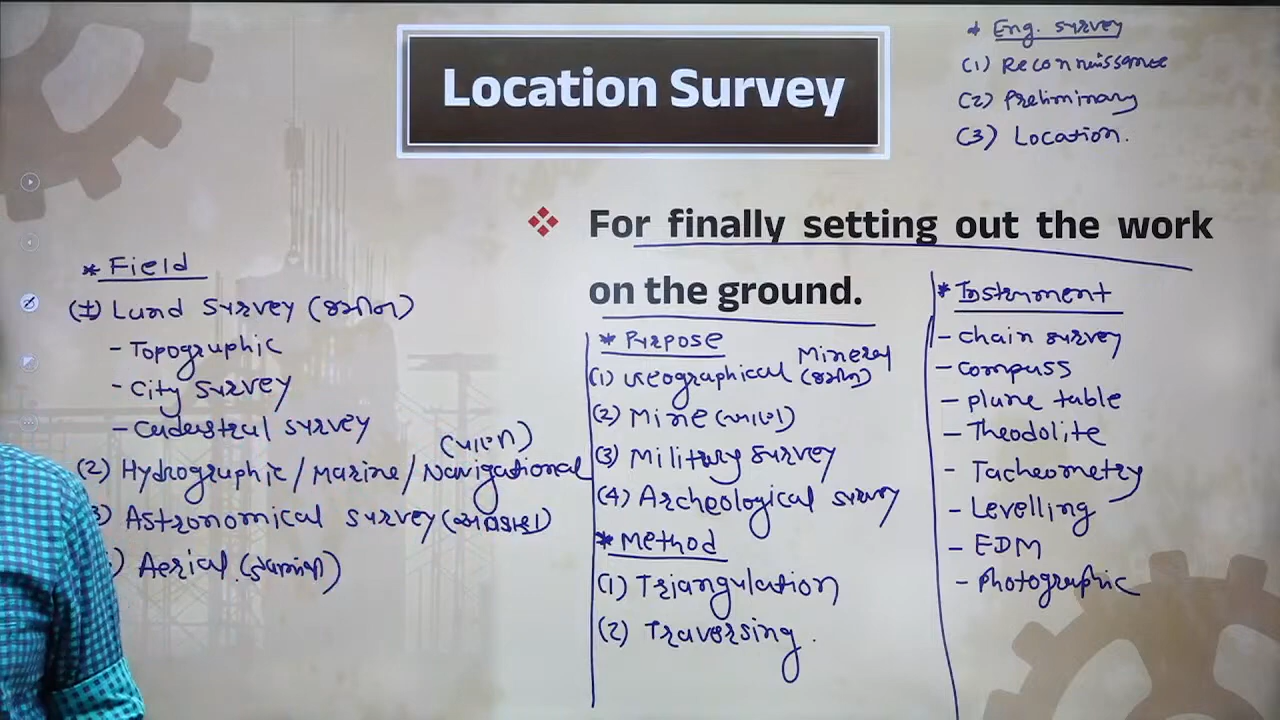 Location Survey
* Eng. survey
(1) Reconnaissance
(2) Preliminary
(3) Location.
❖ For finally setting out the work
on the ground.
* Field
(1) Land survey (જમીન)
- Topographic
- City survey
- Cadastral survey
(2) Hydrographic / Marine / Navigational (પાણી)
3) Astronomical survey (અવકાશ)
) Aerial.
* Purpose
(1) Geographical Mineral (જમીન)
(2) Mine (ખાણ)
(3) Military survey
(4) Archeological survey
* Method
(1) Triangulation
(2) Traversing.
* Instrument
- chain survey
- compass
- plane table
- Theodolite
- Tacheometry
- Levelling
- EDM
- photographic